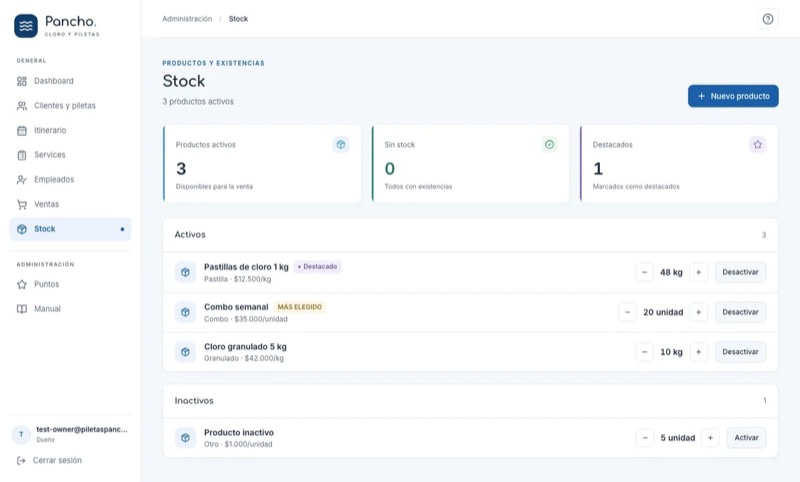 Pancho.
CLORO Y PILETAS
GENERAL
Dashboard
Clientes y piletas
Itinerario
Services
Empleados
Ventas
Stock
ADMINISTRACIÓN
Puntos
Manual
T
test-owner@piletaspanc...
Dueño
Cerrar sesión
Administración / Stock
PRODUCTOS Y EXISTENCIAS
Stock
3 productos activos
+ Nuevo producto
Productos activos
3
Disponibles para la venta
Sin stock
0
Todos con existencias
Destacados
1
Marcados como destacados
Activos 3
Pastillas de cloro 1 kg • Destacado
Pastilla · $12.500/kg
− 48 kg + Desactivar
Combo semanal MÁS ELEGIDO
Combo · $35.000/unidad
− 20 unidad + Desactivar
Cloro granulado 5 kg
Granulado · $42.000/kg
− 10 kg + Desactivar
Inactivos 1
Producto inactivo
Otro · $1.000/unidad
− 5 unidad + Activar